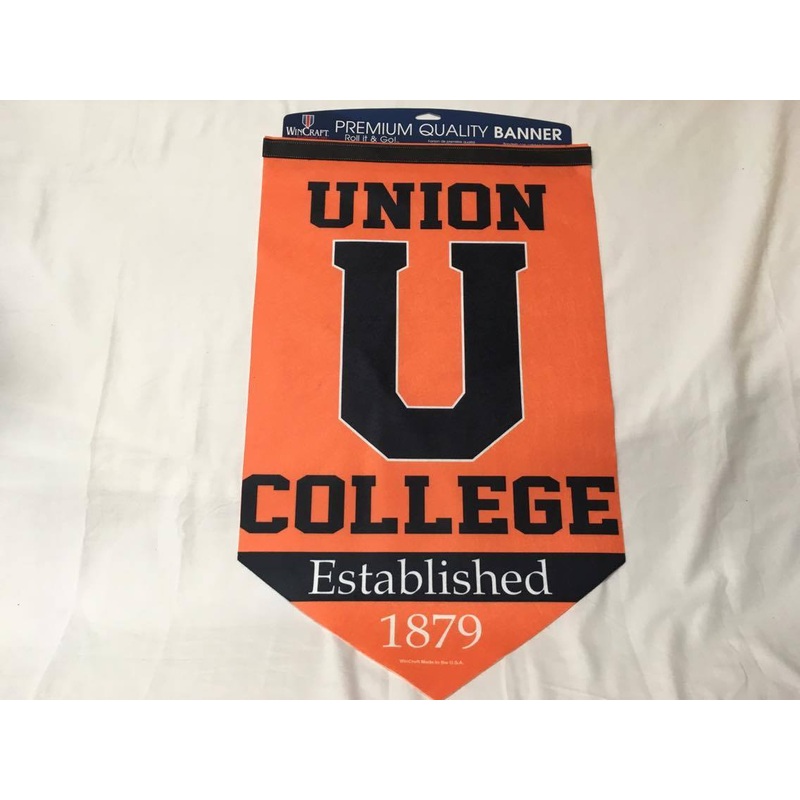 WINCRAFT PREMIUM QUALITY BANNER
Roll it & Go!
UNION
U
COLLEGE
Established
1879
WinCraft Made in the U.S.A.